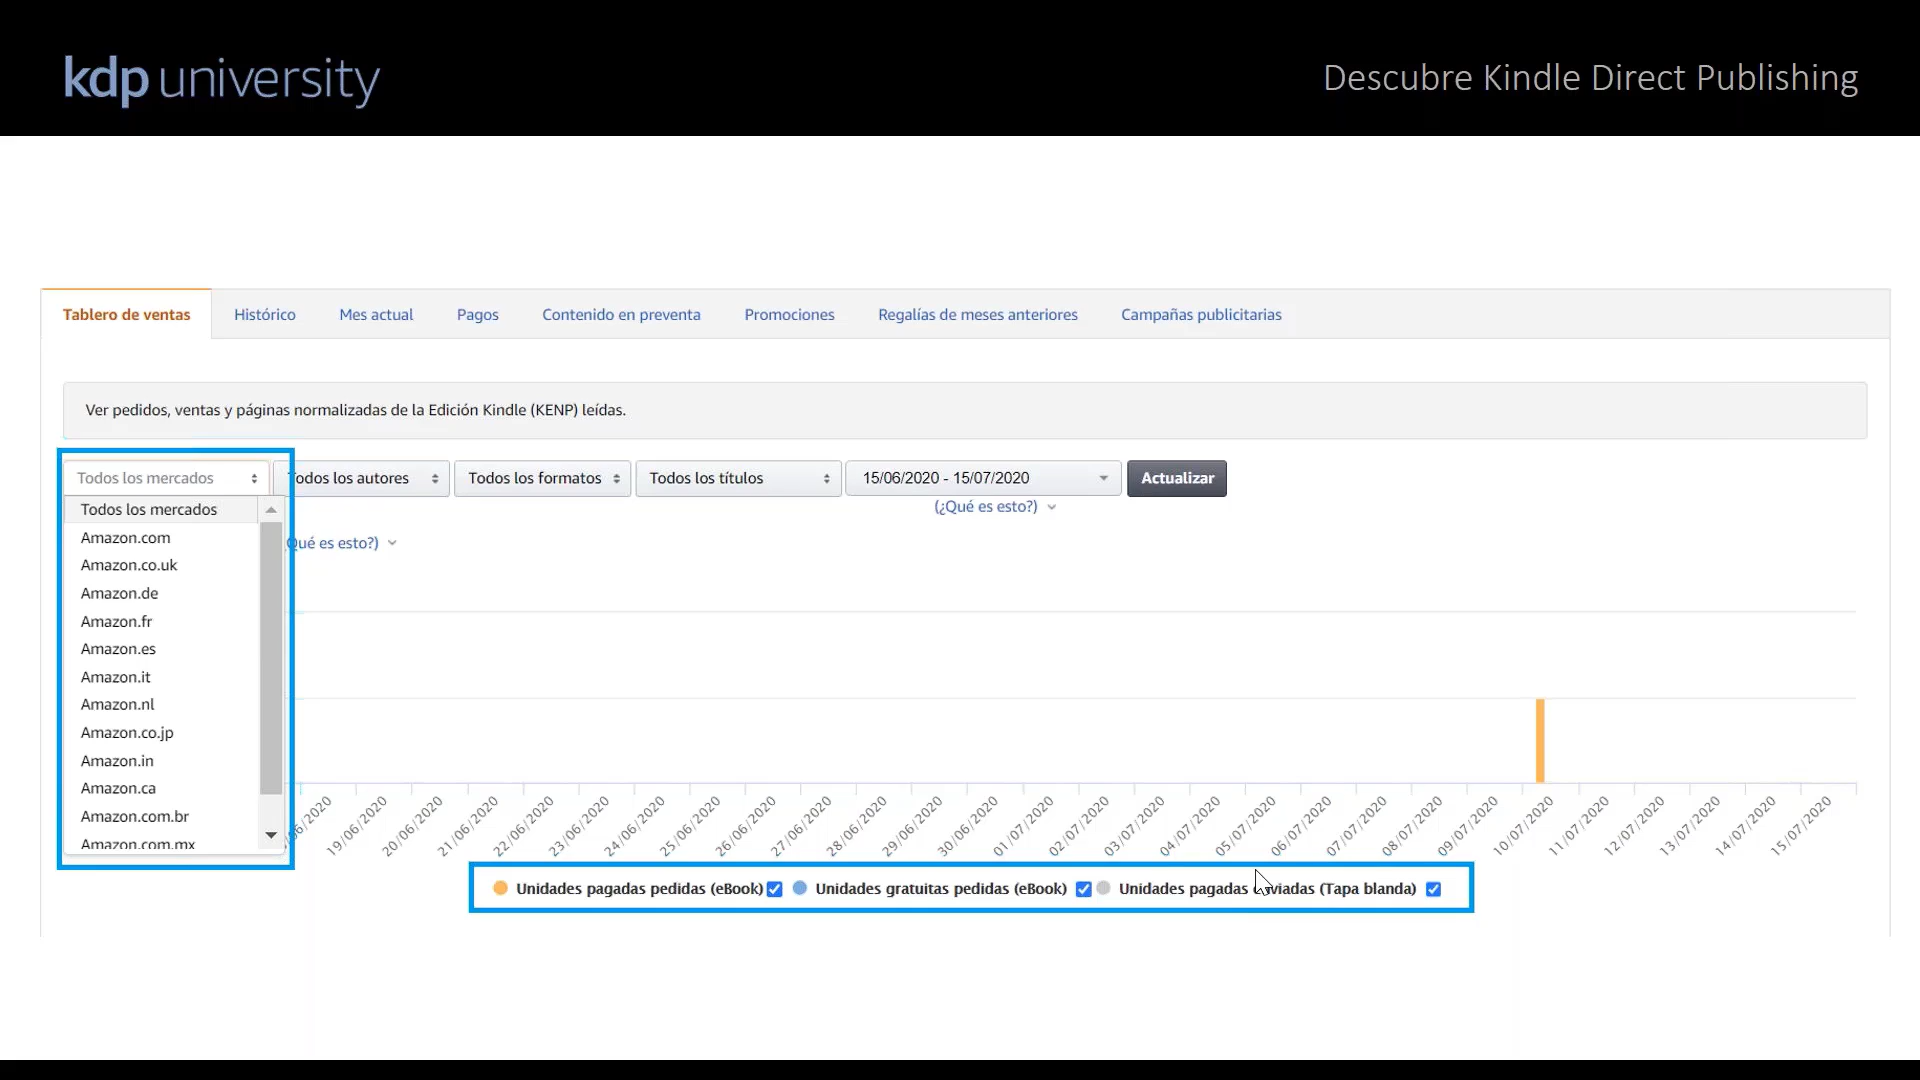 kdp university
Descubre Kindle Direct Publishing
Tablero de ventas
Histórico
Mes actual
Pagos
Contenido en preventa
Promociones
Regalías de meses anteriores
Campañas publicitarias
Ver pedidos, ventas y páginas normalizadas de la Edición Kindle (KENP) leídas.
Todos los mercados
odos los autores
Todos los formatos
Todos los títulos
15/06/2020 - 15/07/2020
Actualizar
(¿Qué es esto?)
Qué es esto?)
Todos los mercados
Amazon.com
Amazon.co.uk
Amazon.de
Amazon.fr
Amazon.es
Amazon.it
Amazon.nl
Amazon.co.jp
Amazon.in
Amazon.ca
Amazon.com.br
Amazon.com.mx
/06/2020
19/06/2020
20/06/2020
21/06/2020
22/06/2020
23/06/2020
24/06/2020
25/06/2020
26/06/2020
27/06/2020
28/06/2020
29/06/2020
30/06/2020
01/07/2020
02/07/2020
03/07/2020
04/07/2020
05/07/2020
06/07/2020
07/07/2020
08/07/2020
09/07/2020
10/07/2020
11/07/2020
12/07/2020
13/07/2020
14/07/2020
15/07/2020
Unidades pagadas pedidas (eBook)
Unidades gratuitas pedidas (eBook)
Unidades pagadas enviadas (Tapa blanda)